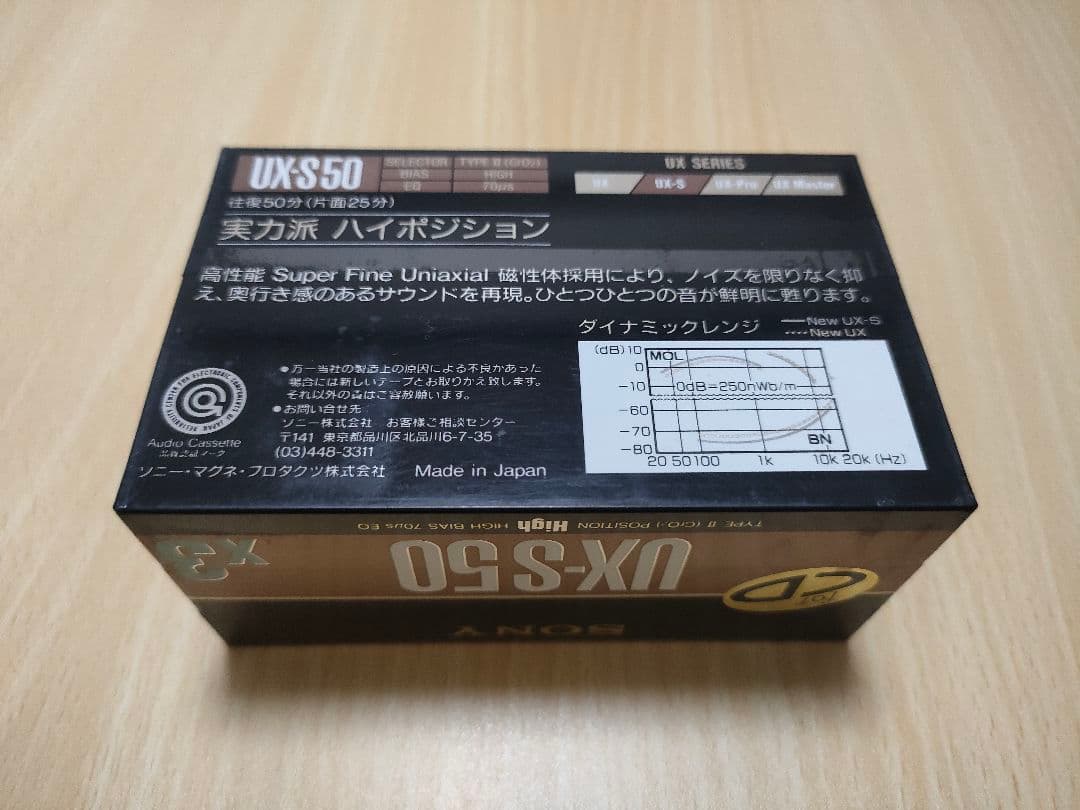 UX-S50
SELECTOR TYPE II (CrO₂)
BIAS HIGH
EQ 70μs
UX SERIES
UX UX-S UX-Pro UX Master
往復50分(片面25分)
実力派 ハイポジション
高性能 Super Fine Uniaxial 磁性体採用により、ノイズを限りなく抑
え、奥行き感のあるサウンドを再現。ひとつひとつの音が鮮明に甦ります。
ダイナミックレンジ
New UX-S
New UX
(dB)10
0
-10
-60
-70
-80
MOL
0dB=250nWb/m
BN
20 50 100 1k 10k 20k (Hz)
●万一当社の製造上の原因による不良があった
場合には新しいテープとお取りかえ致します。
それ以外の責はご容赦願います。
●お問い合せ先
ソニー株式会社 お客様ご相談センター
〒141 東京都品川区北品川6-7-35
(03)448-3311
Audio Cassette
ソニー・マグネ・プロダクツ株式会社 Made in Japan
TYPE II (CrO₂) POSITION High HIGH BIAS 70μs EQ
UX-S50
X3
for CD
SONY